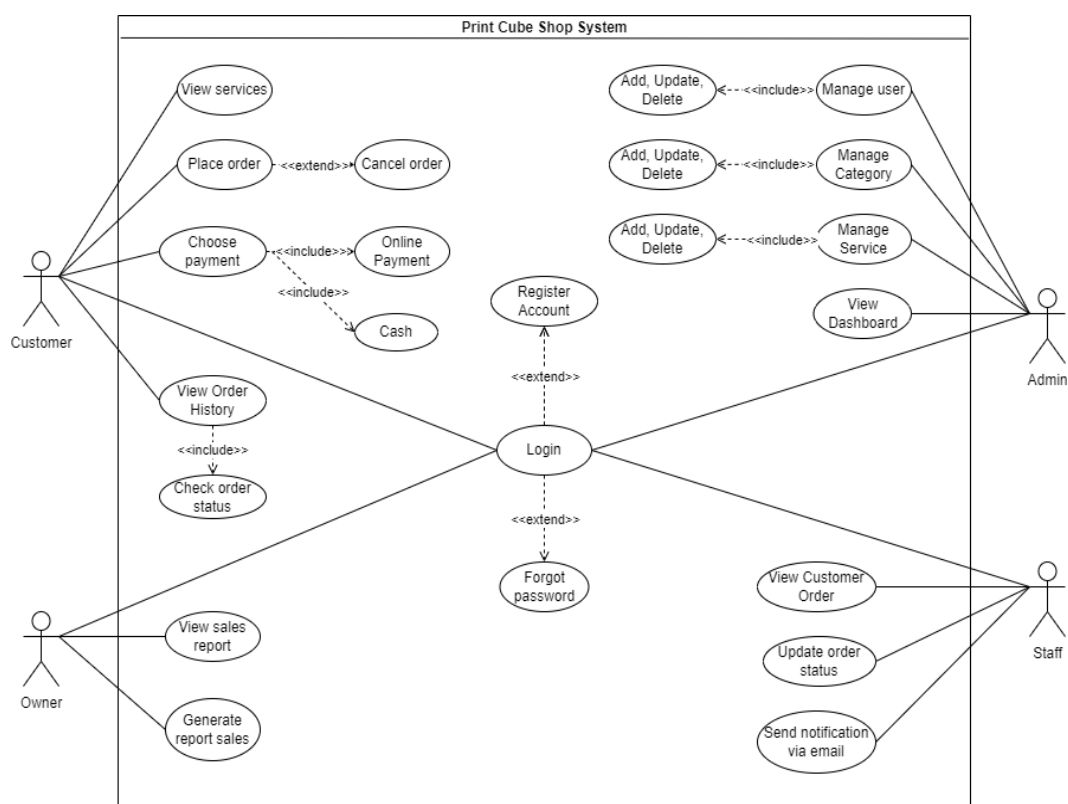 Print Cube Shop System
View services
Add, Update,
Delete
<<include>>
Manage user
Place order
<<extend>>
Cancel order
Add, Update,
Delete
<<include>>
Manage
Category
Choose
payment
<<include>>
Online
Payment
<<include>>
Cash
Add, Update,
Delete
<<include>>
Manage
Service
Register
Account
View
Dashboard
Customer
Admin
<<extend>>
View Order
History
<<include>>
Check order
status
Login
<<extend>>
Forgot
password
View Customer
Order
View sales
report
Update order
status
Owner
Staff
Generate
report sales
Send notification
via email